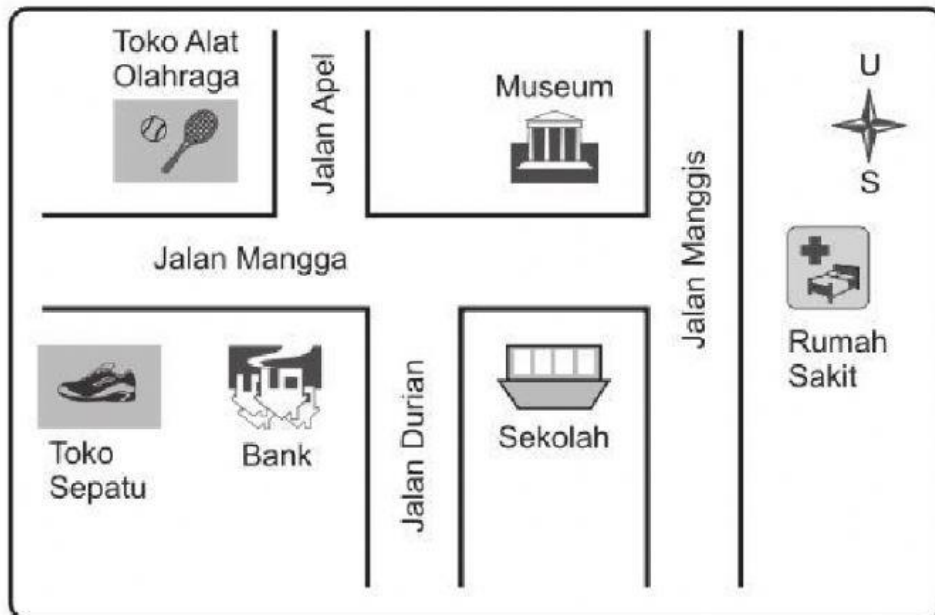 Toko Alat
Olahraga
Jalan Apel
Museum
U
S
Jalan Mangga
Jalan Manggis
Rumah
Sakit
Toko
Sepatu
Bank
Jalan Durian
Sekolah